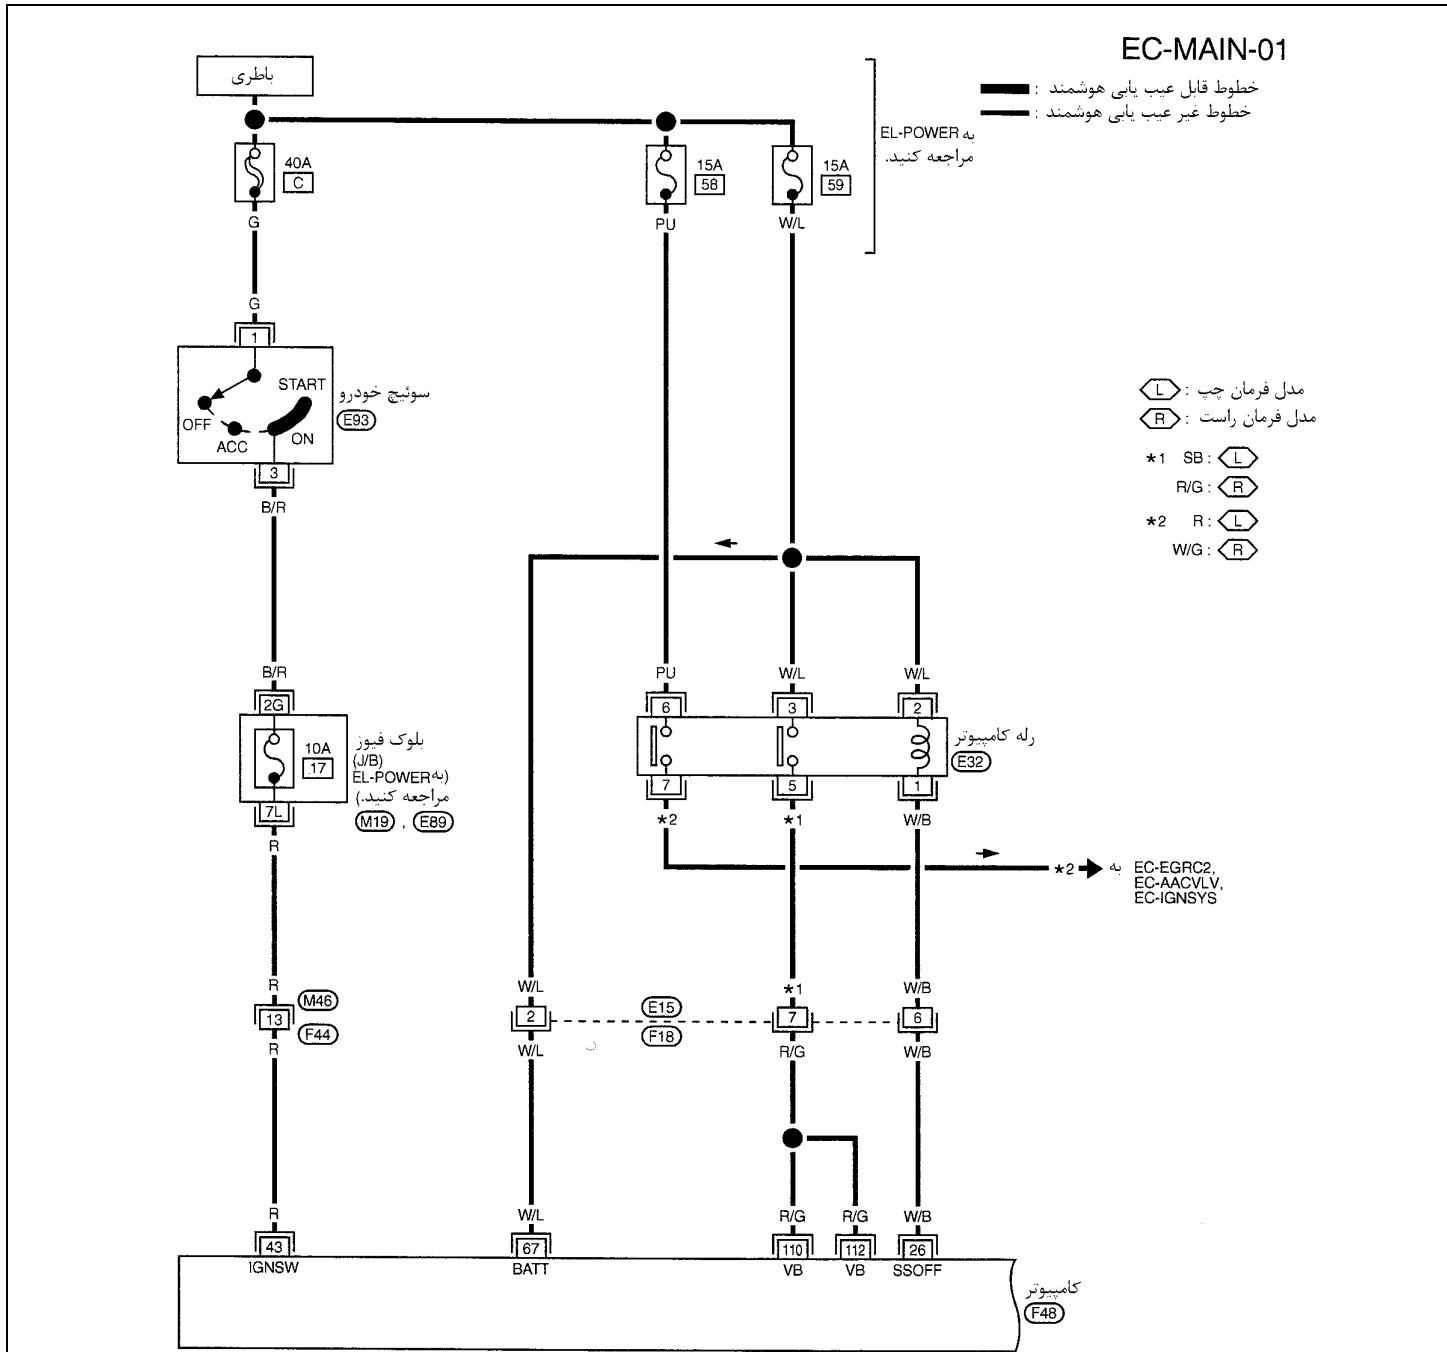 EC-MAIN-01
باطری
خطوط قابل عیب یابی هوشمند :
خطوط غیر عیب یابی هوشمند :
به EL-POWER
مراجعه کنید.
40A
C
15A
58
15A
59
G
PU
W/L
G
1
START
OFF
ACC
ON
سوئیچ خودرو
E93
3
B/R
مدل فرمان چپ : L
مدل فرمان راست : R
*1 SB : L
R/G : R
*2 R : L
W/G : R
B/R
PU
W/L
W/L
2G
6
3
2
10A
17
بلوک فیوز
(J/B)
(به EL-POWER
مراجعه کنید.)
M19 , E89
رله کامپیوتر
E32
7L
7
5
1
R
*2
*1
W/B
*2
به EC-EGRC2,
EC-AACVLV,
EC-IGNSYS
R
W/L
*1
W/B
M46
13
F44
2
E15
F18
7
6
R
W/L
R/G
W/B
R
W/L
R/G
R/G
W/B
43
67
110
112
26
IGNSW
BATT
VB
VB
SSOFF
کامپیوتر
F48